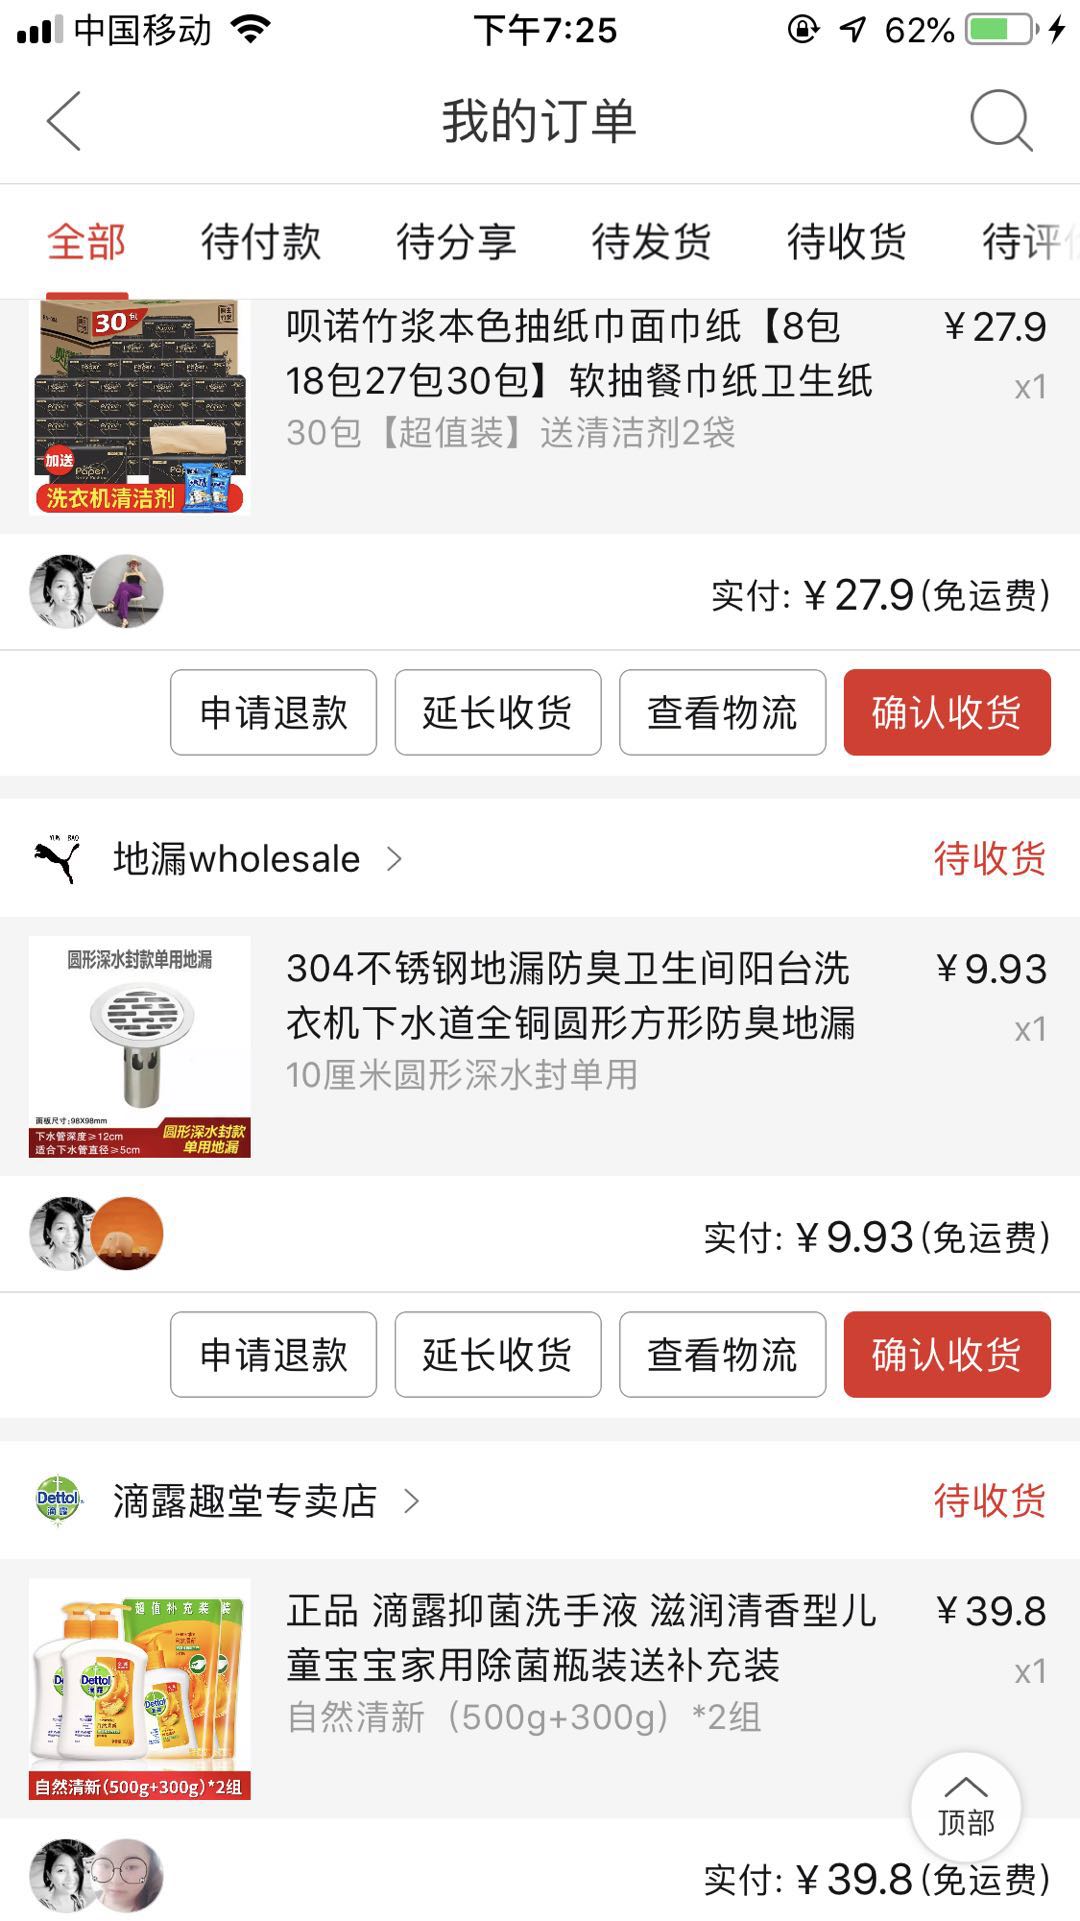 中国移动
下午7:25
62%
我的订单
全部
待付款
待分享
待发货
待收货
待评
30包
加送
Paper
洗衣机清洁剂
呗诺竹浆本色抽纸巾面巾纸【8包
18包27包30包】软抽餐巾纸卫生纸
30包【超值装】送清洁剂2袋
¥27.9
x1
实付: ¥27.9(免运费)
申请退款
延长收货
查看物流
确认收货
地漏wholesale
待收货
圆形深水封款单用地漏
面板尺寸:98X98mm
下水管深度≥12cm
适合下水管直径≥5cm
圆形深水封款
单用地漏
304不锈钢地漏防臭卫生间阳台洗
衣机下水道全铜圆形方形防臭地漏
10厘米圆形深水封单用
¥9.93
x1
实付: ¥9.93(免运费)
申请退款
延长收货
查看物流
确认收货
Dettol
滴露
滴露趣堂专卖店
待收货
超值补充装
装
Dettol
滴露
Dettol
自然清新(500g+300g)*2组
正品 滴露抑菌洗手液 滋润清香型儿
童宝宝家用除菌瓶装送补充装
自然清新（500g+300g）*2组
¥39.8
x1
顶部
实付: ¥39.8(免运费)